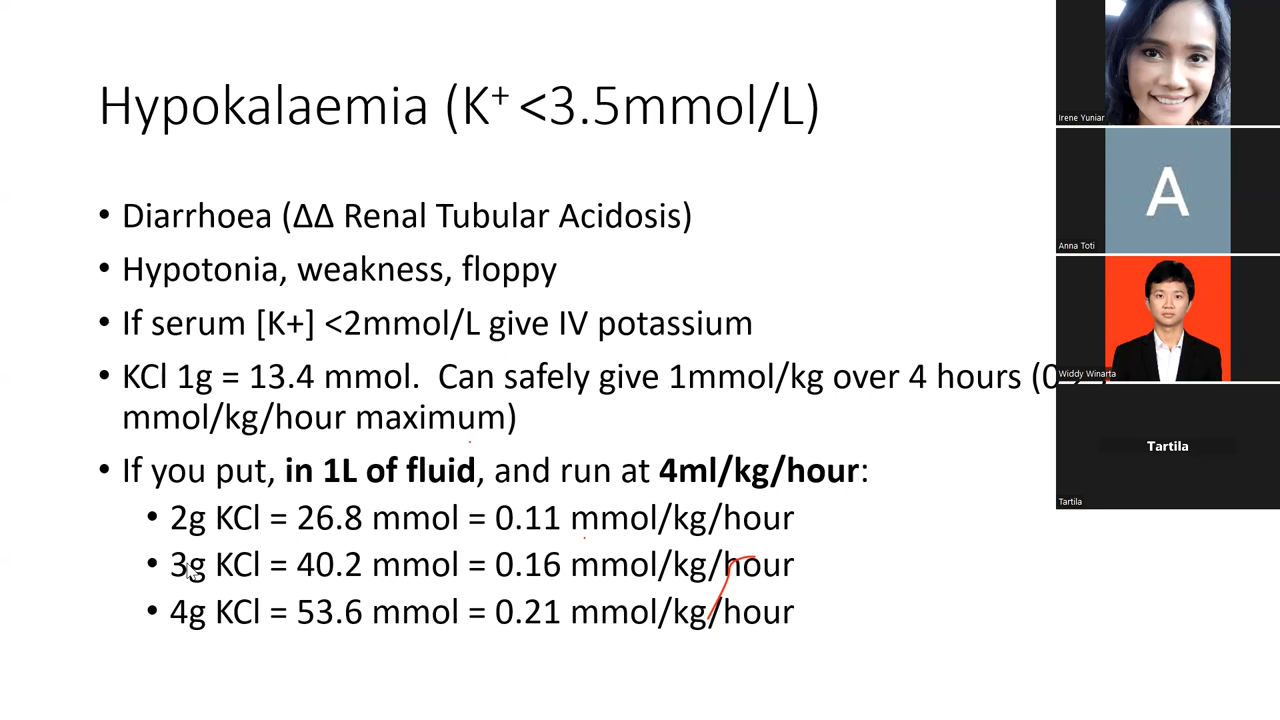 Hypokalaemia (K⁺ <3.5mmol/L)
• Diarrhoea (ΔΔ Renal Tubular Acidosis)
• Hypotonia, weakness, floppy
• If serum [K+] <2mmol/L give IV potassium
• KCl 1g = 13.4 mmol. Can safely give 1mmol/kg over 4 hours
mmol/kg/hour maximum)
• If you put, in 1L of fluid, and run at 4ml/kg/hour:
• 2g KCl = 26.8 mmol = 0.11 mmol/kg/hour
• 3g KCl = 40.2 mmol = 0.16 mmol/kg/hour
• 4g KCl = 53.6 mmol = 0.21 mmol/kg/hour
Irene Yuniar
A
Anna Toti
Widdy Winarta
Tartila
Tartila